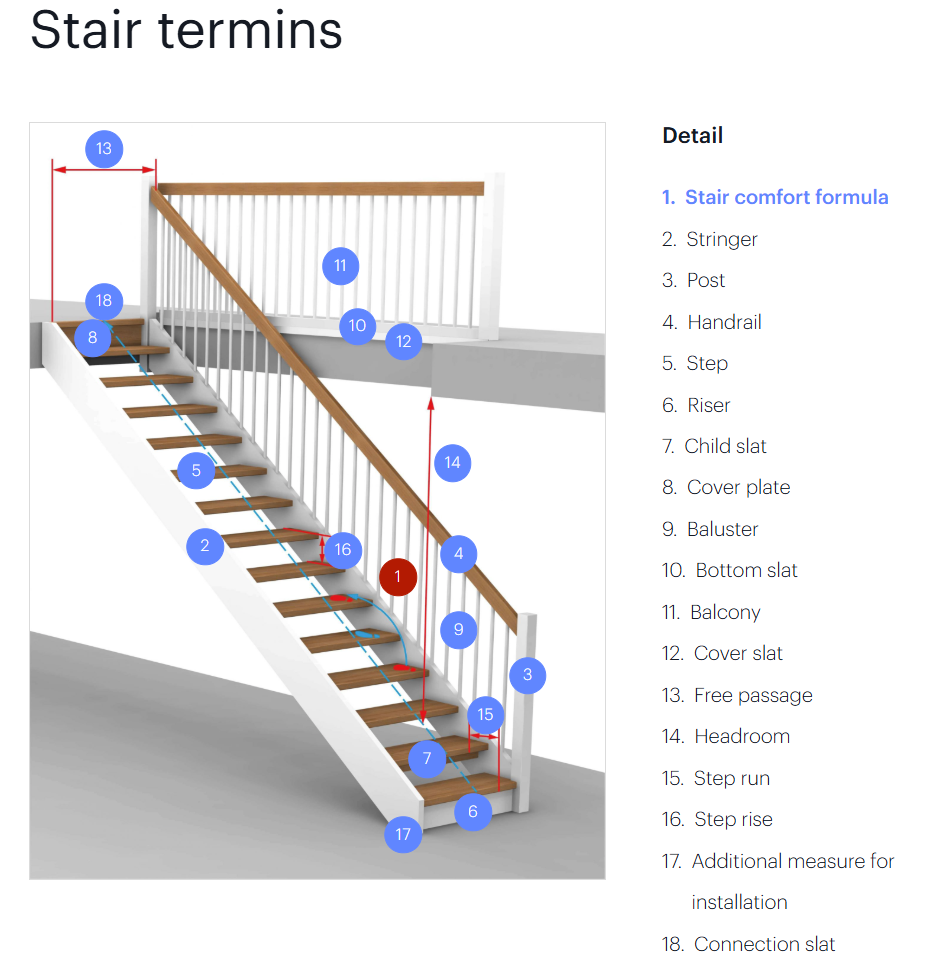 Stair termins
13
11
18
10
12
8
14
5
2
16
4
1
9
3
15
7
6
17
Detail
1. Stair comfort formula
2. Stringer
3. Post
4. Handrail
5. Step
6. Riser
7. Child slat
8. Cover plate
9. Baluster
10. Bottom slat
11. Balcony
12. Cover slat
13. Free passage
14. Headroom
15. Step run
16. Step rise
17. Additional measure for
installation
18. Connection slat